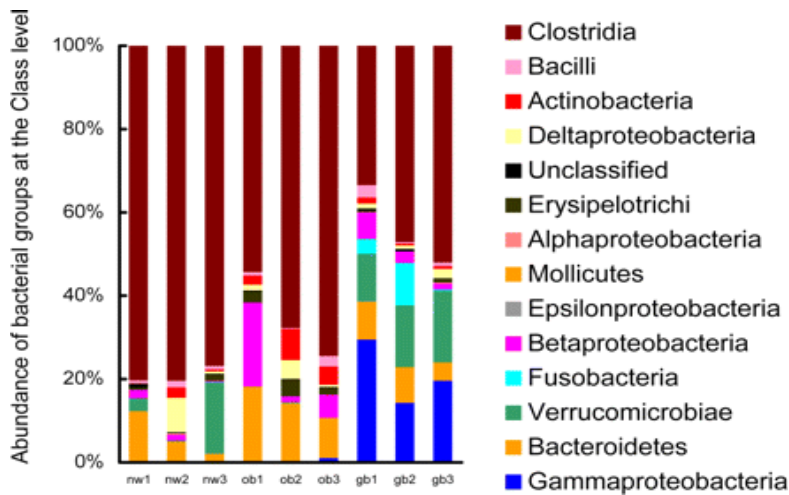 Abundance of bacterial groups at the Class level
100%
80%
60%
40%
20%
0%
nw1 nw2 nw3 ob1 ob2 ob3 gb1 gb2 gb3
Clostridia
Bacilli
Actinobacteria
Deltaproteobacteria
Unclassified
Erysipelotrichi
Alphaproteobacteria
Mollicutes
Epsilonproteobacteria
Betaproteobacteria
Fusobacteria
Verrucomicrobiae
Bacteroidetes
Gammaproteobacteria